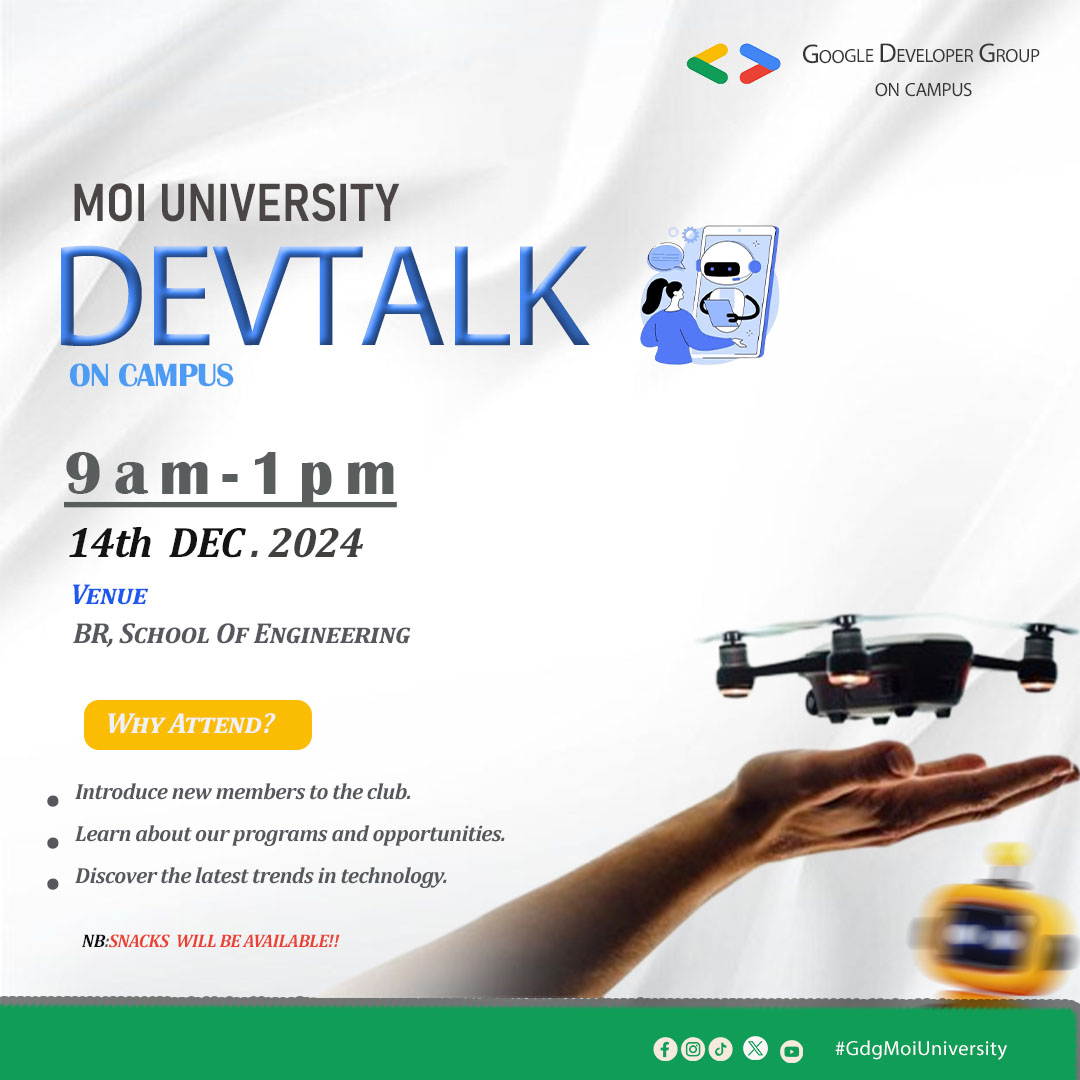 Google Developer Group
on campus
MOI UNIVERSITY
DEVTALK
ON CAMPUS
9am-1pm
14th DEC. 2024
Venue
BR, School Of Engineering
Why Attend?
Introduce new members to the club.
Learn about our programs and opportunities.
Discover the latest trends in technology.
NB:SNACKS WILL BE AVAILABLE!!
#GdgMoiUniversity